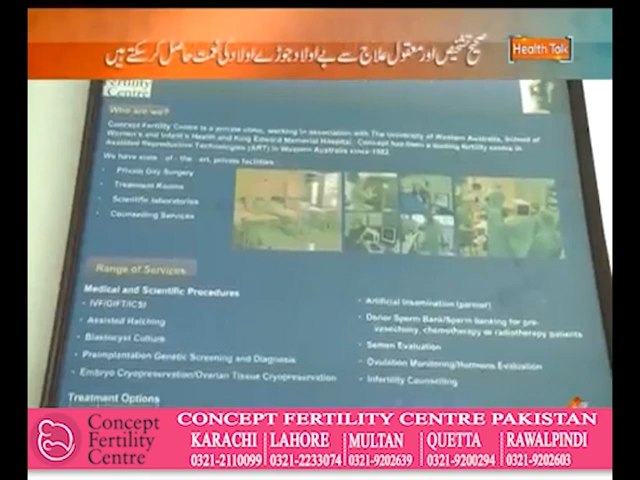 صحیح تشخیص اور معقول علاج سے بے اولاد جوڑے اولاد کی نعمت حاصل کر سکتے ہیں
Health Talk
Fertility
Centre
Who are we?
Concept Fertility Centre is a private clinic, working in association with The University of Western Australia, School of
Women's and Infant's Health and King Edward Memorial Hospital. Concept has been a leading fertility centre in
Assisted Reproductive Technologies (ART) in Western Australia since 1982
We have state - of - the - art, private facilities
Private Day Surgery
Treatment Rooms
Scientific laboratories
Counselling Services
Range of Services
Medical and Scientific Procedures
- IVF/GIFT/ICSI
- Assisted Hatching
- Blastocyst Culture
- Preimplantation Genetic Screening and Diagnosis
- Embryo Cryopreservation/Ovarian Tissue Cryopreservation
- Artificial Insemination (partner)
- Donor Sperm Bank/Sperm banking for pre-
vasectomy, chemotherapy or radiotherapy patients
- Semen Evaluation
- Ovulation Monitoring/Hormone Evaluation
- Infertility Counselling
Treatment Options
Concept
Fertility
Centre
CONCEPT FERTILITY CENTRE PAKISTAN
KARACHI LAHORE MULTAN QUETTA RAWALPINDI
0321-2110099 0321-2233074 0321-9202639 0321-9200294 0321-9202603